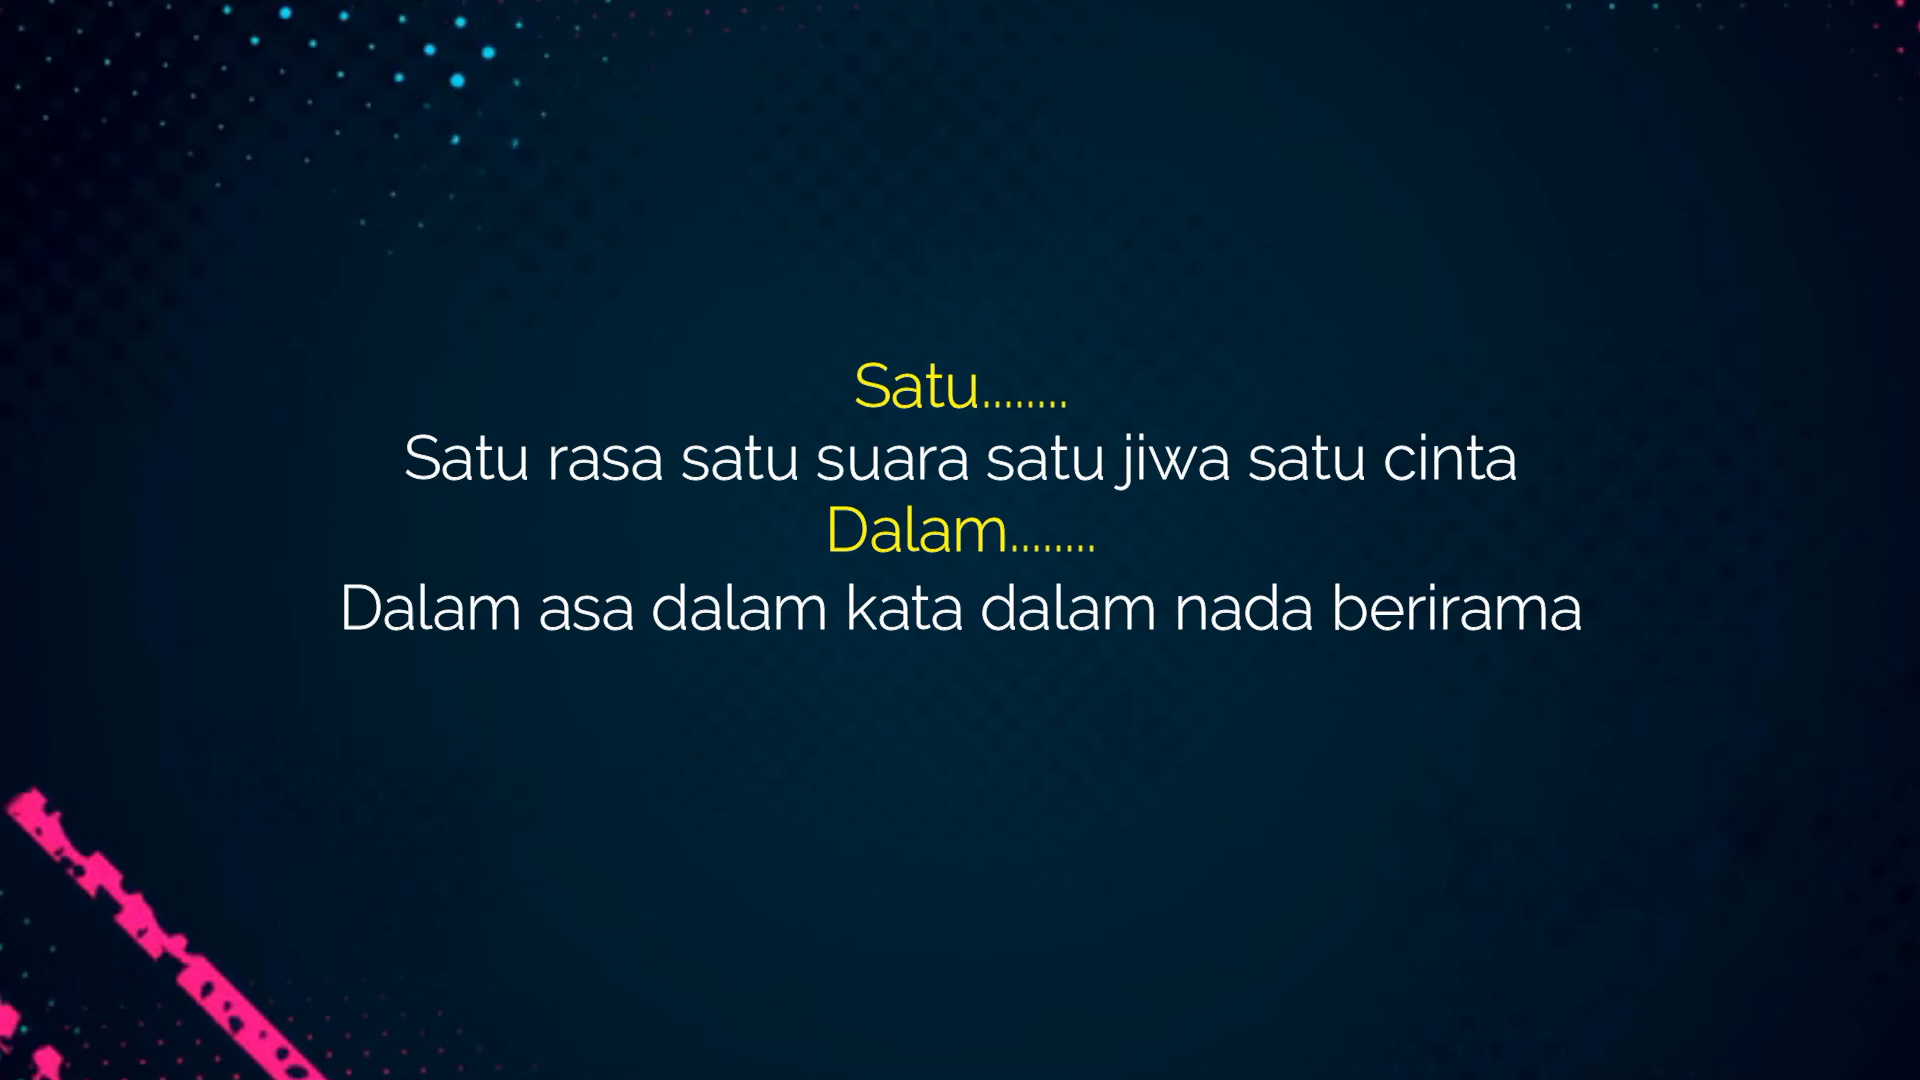 Satu........
Satu rasa satu suara satu jiwa satu cinta
Dalam........
Dalam asa dalam kata dalam nada berirama